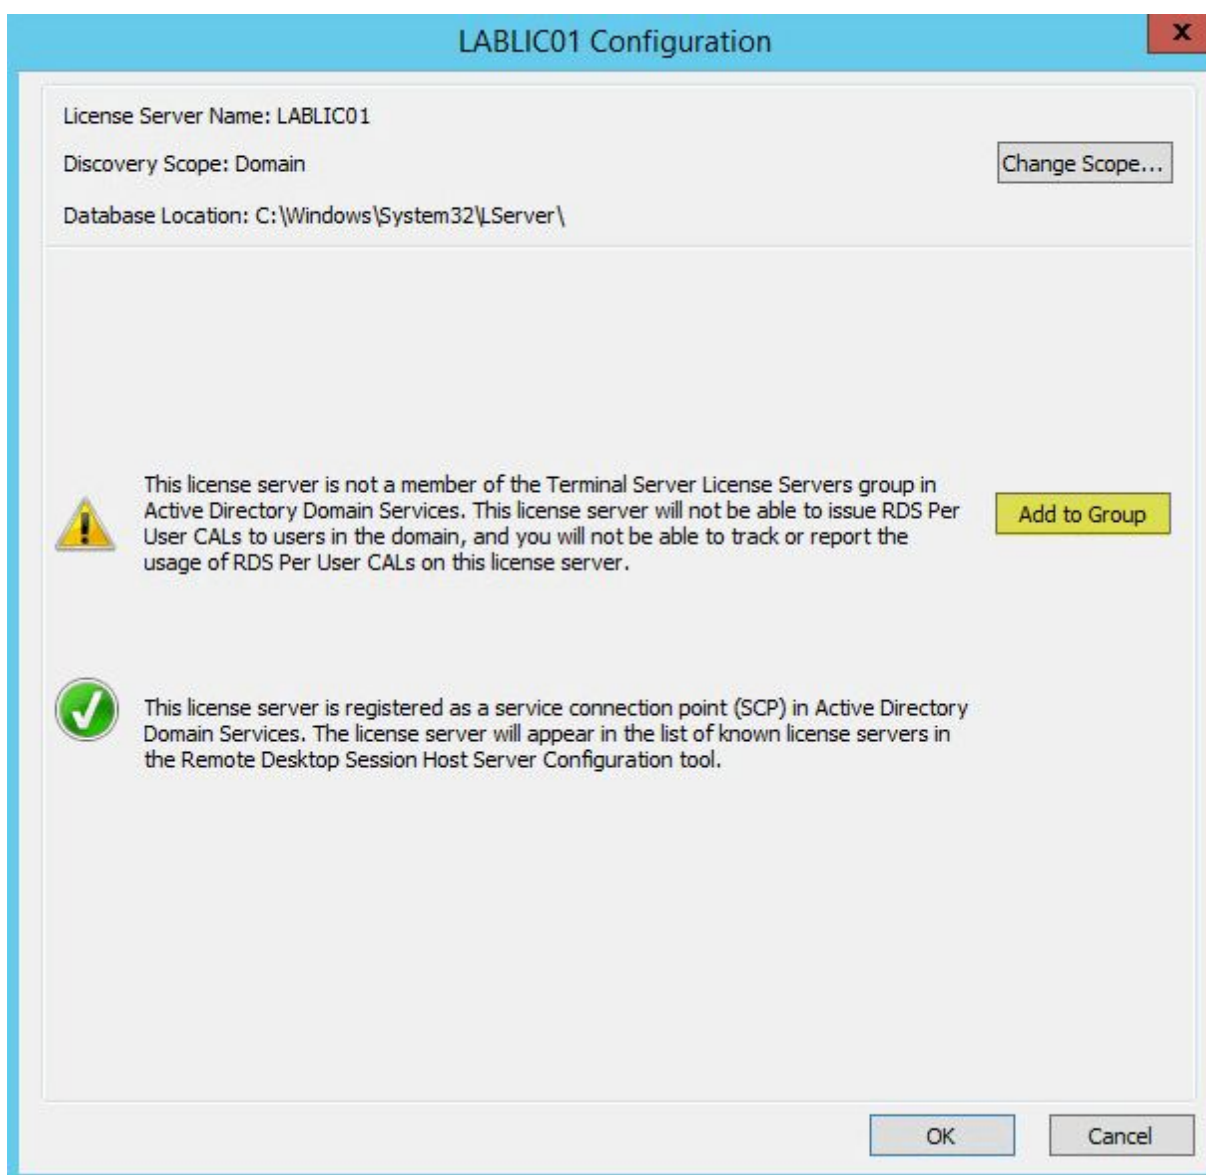 LABLIC01 Configuration
x
License Server Name: LABLIC01
Discovery Scope: Domain
Change Scope...
Database Location: C:\Windows\System32\LServer\
This license server is not a member of the Terminal Server License Servers group in
Active Directory Domain Services. This license server will not be able to issue RDS Per
User CALs to users in the domain, and you will not be able to track or report the
usage of RDS Per User CALs on this license server.
Add to Group
This license server is registered as a service connection point (SCP) in Active Directory
Domain Services. The license server will appear in the list of known license servers in
the Remote Desktop Session Host Server Configuration tool.
OK
Cancel